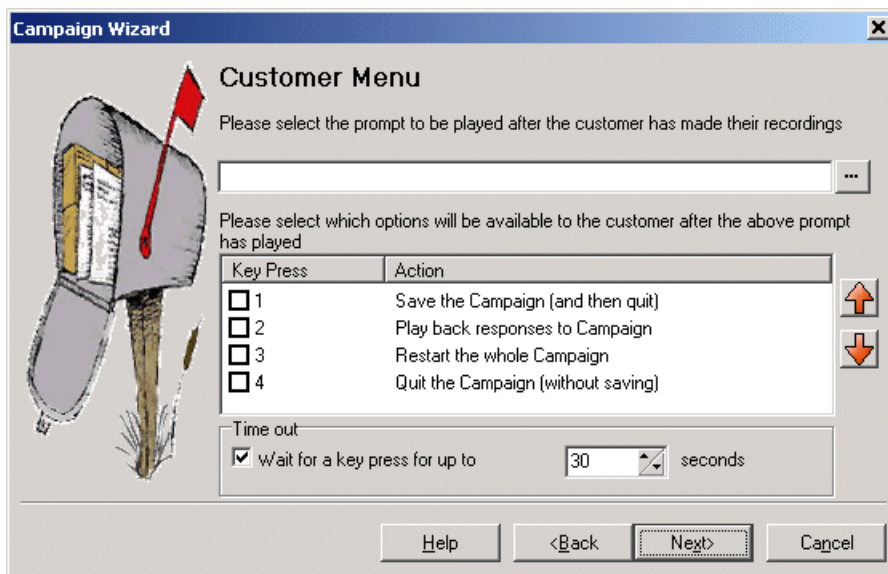 Campaign Wizard
Customer Menu
Please select the prompt to be played after the customer has made their recordings
...
Please select which options will be available to the customer after the above prompt
has played
Key Press Action
1 Save the Campaign (and then quit)
2 Play back responses to Campaign
3 Restart the whole Campaign
4 Quit the Campaign (without saving)
Time out
Wait for a key press for up to 30 seconds
Help <Back Next> Cancel